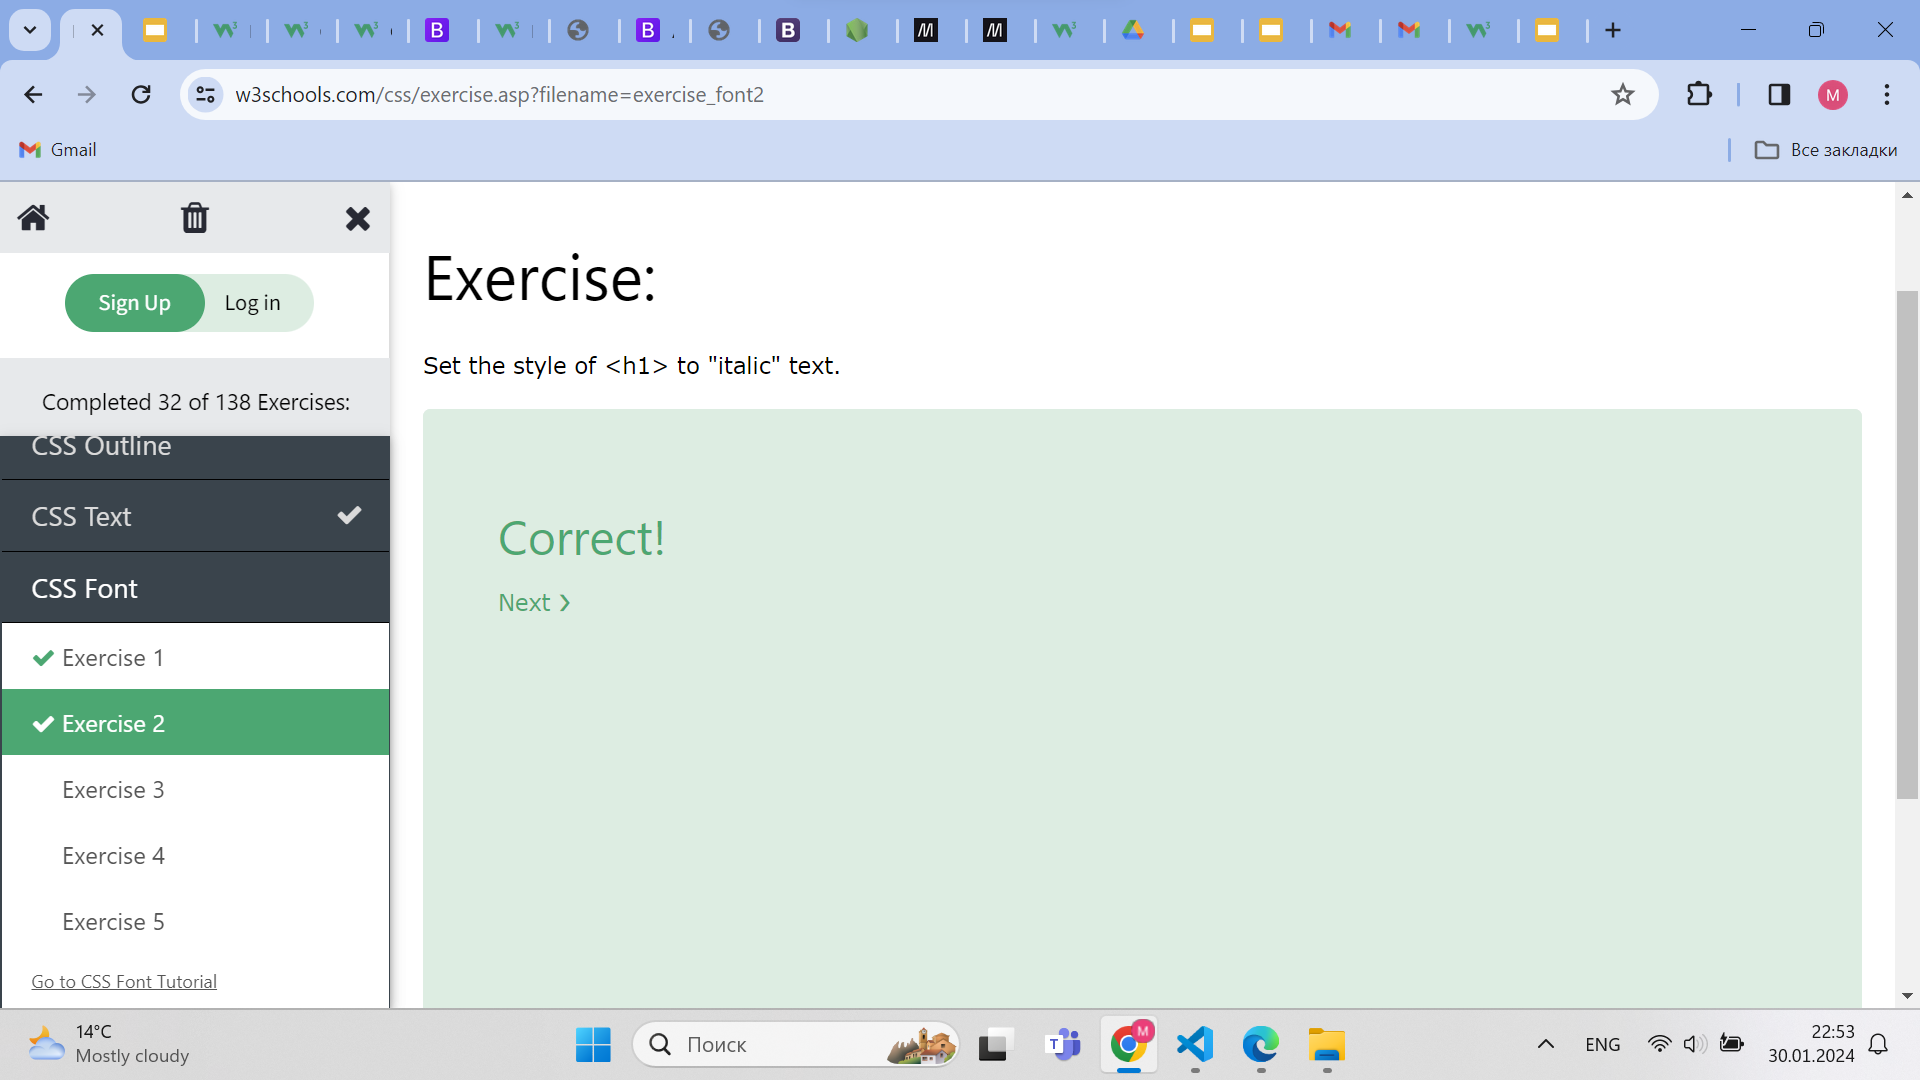 w3schools.com/css/exercise.asp?filename=exercise_font2
M
Gmail
Все закладки
Sign Up
Log in
Completed 32 of 138 Exercises:
CSS Outline
CSS Text
CSS Font
Exercise 1
Exercise 2
Exercise 3
Exercise 4
Exercise 5
Go to CSS Font Tutorial
Exercise:
Set the style of <h1> to "italic" text.
Correct!
Next ❯
14°C
Mostly cloudy
Поиск
ENG
22:53
30.01.2024